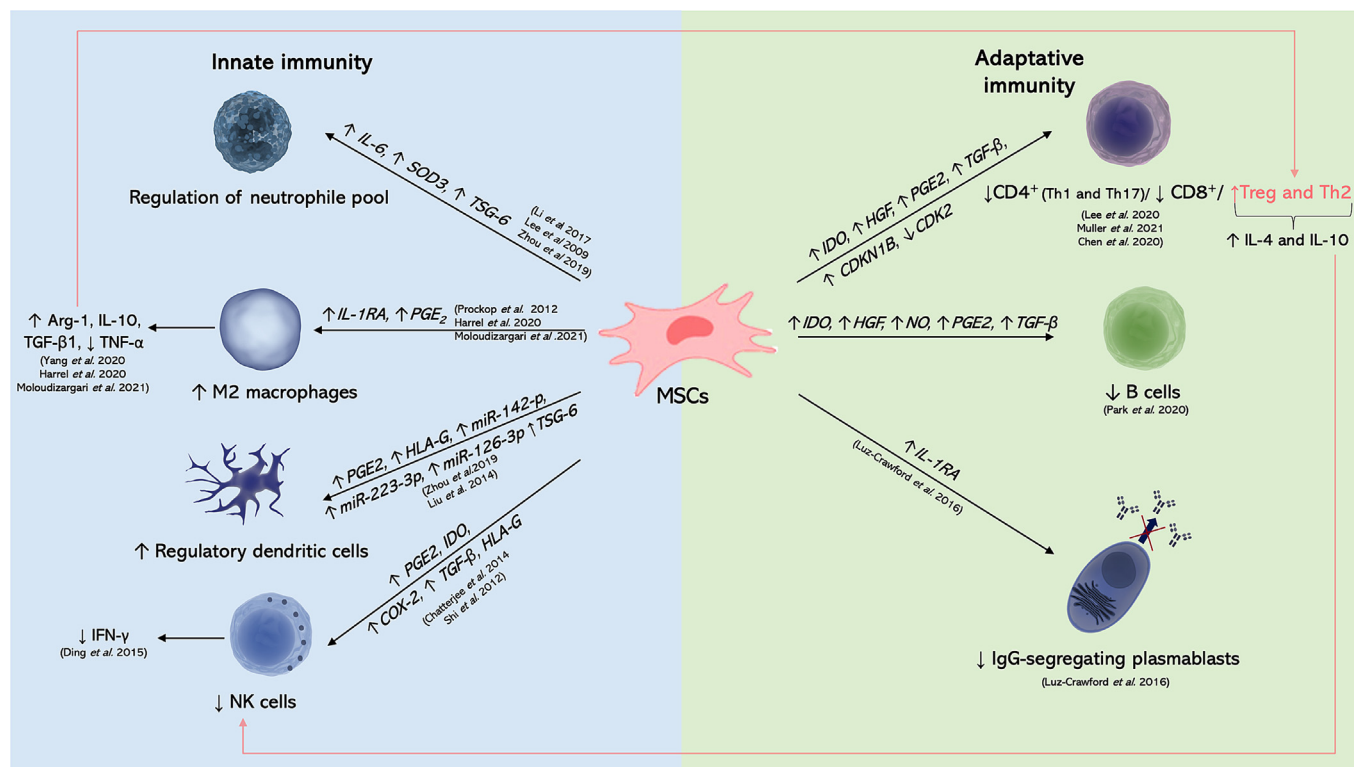 Innate immunity
Regulation of neutrophile pool
↑ IL-6, ↑ SOD3, ↑ TSG-6
(Li et al 2017
Lee et al 2009
Zhou et al 2019)
↑ IL-1RA, ↑ PGE2
(Prockop et al. 2012
Harrel et al. 2020
Moloudizargari et al .2021)
↑ Arg-1, IL-10,
TGF-β1, ↓ TNF-α
(Yang et al. 2020
Harrel et al. 2020
Moloudizargari et al. 2021)
↑ M2 macrophages
↑ PGE2, ↑ HLA-G, ↑ miR-142-p,
↑ miR-223-3p, ↑ miR-126-3p ↑ TSG-6
(Zhou et al.2019
Liu et al. 2014)
↑ Regulatory dendritic cells
↑ PGE2, IDO,
↑ COX-2, ↑ TGF-β, HLA-G
(Chatterjee et al. 2014
Shi et al. 2012)
↓ IFN-γ
(Ding et al. 2015)
↓ NK cells
MSCs
Adaptative
immunity
↑ IDO, ↑ HGF, ↑ PGE2, ↑ TGF-β,
↑ CDKN1B, ↓ CDK2
↓CD4+ (Th1 and Th17)/ ↓ CD8+/ ↑Treg and Th2
(Lee et al. 2020
Muller et al. 2021
Chen et al. 2020)
↑ IL-4 and IL-10
↑ IDO, ↑ HGF, ↑ NO, ↑ PGE2, ↑ TGF-β
↓ B cells
(Park et al. 2020)
↑ IL-1RA
(Luz-Crawford et al. 2016)
↓ IgG-segregating plasmablasts
(Luz-Crawford et al. 2016)